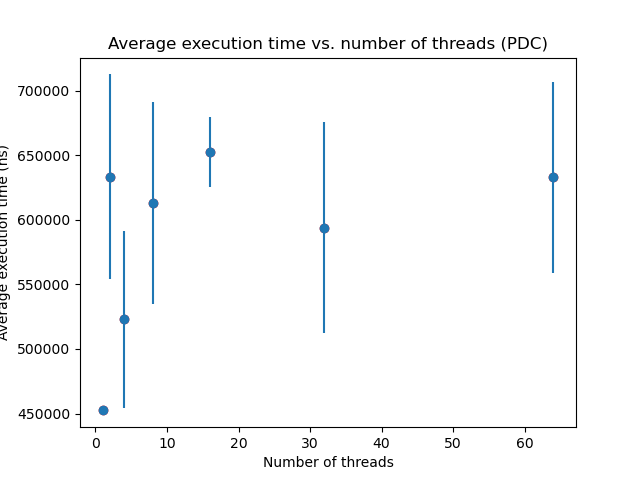 Average execution time vs. number of threads (PDC)
Average execution time (ns)
700000
650000
600000
550000
500000
450000
0 10 20 30 40 50 60
Number of threads